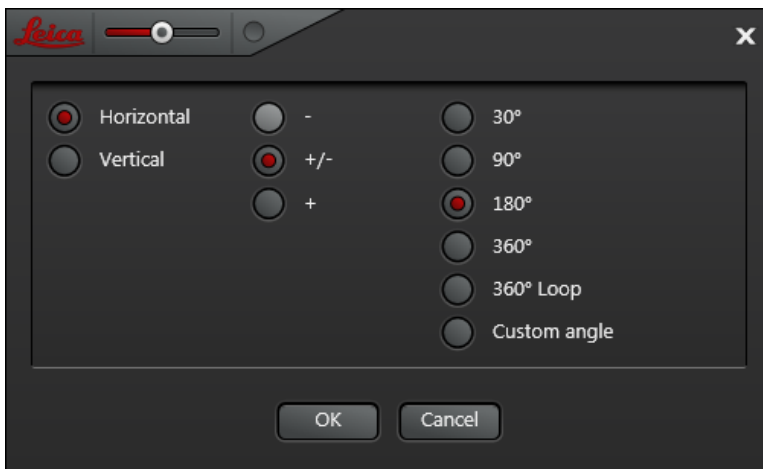 Leica
X
Horizontal
Vertical
-
+/-
+
30°
90°
180°
360°
360° Loop
Custom angle
OK
Cancel